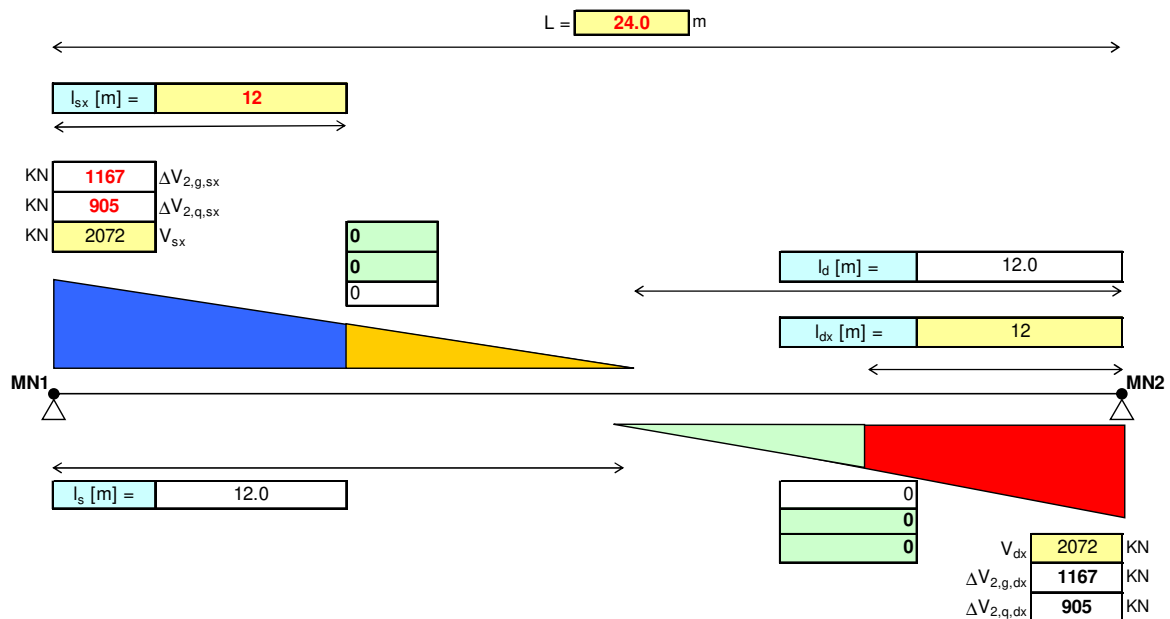 L = 24.0 m
l_sx [m] = 12
KN 1167 ΔV_2,g,sx
KN 905 ΔV_2,q,sx
KN 2072 V_sx
0
0
0
l_d [m] = 12.0
l_dx [m] = 12
MN1 MN2
l_s [m] = 12.0
0
0
0
V_dx 2072 KN
ΔV_2,g,dx 1167 KN
ΔV_2,q,dx 905 KN